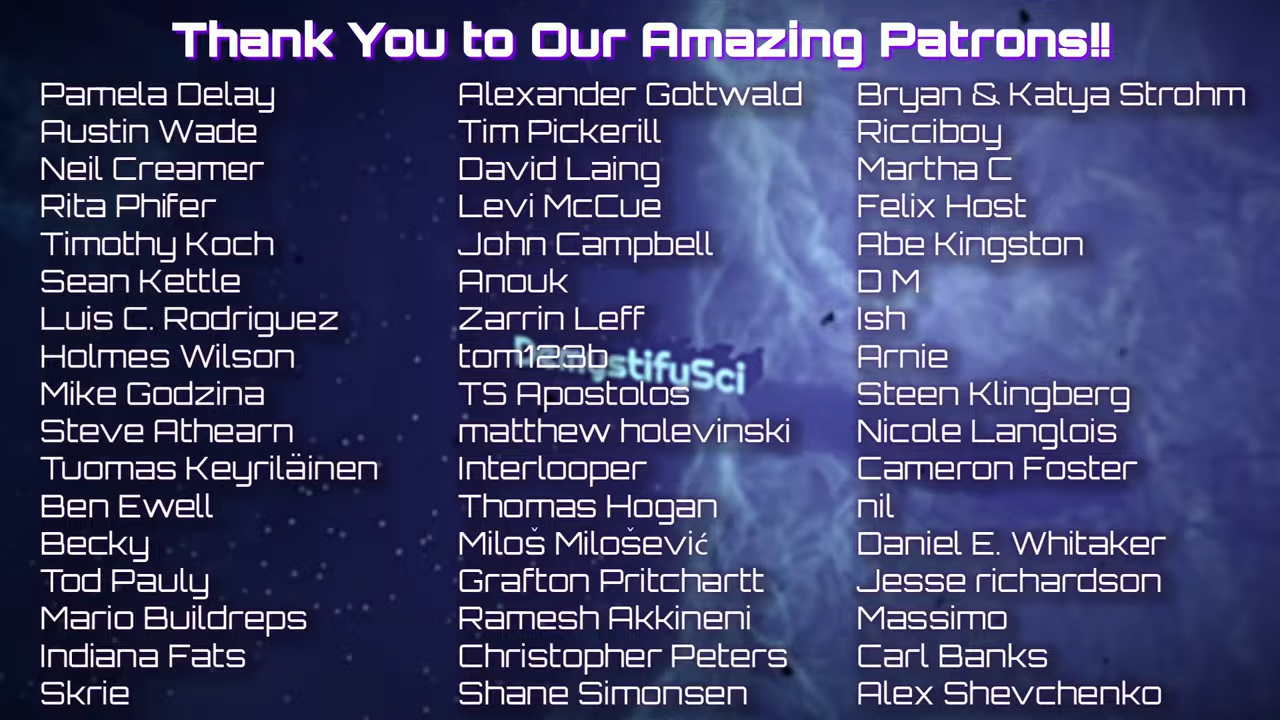 Thank You to Our Amazing Patrons!!
Pamela Delay
Austin Wade
Neil Creamer
Rita Phifer
Timothy Koch
Sean Kettle
Luis C. Rodriguez
Holmes Wilson
Mike Godzina
Steve Athearn
Tuomas Keyriläinen
Ben Ewell
Becky
Tod Pauly
Mario Buildreps
Indiana Fats
Skrie
Alexander Gottwald
Tim Pickerill
David Laing
Levi McCue
John Campbell
Anouk
Zarrin Leff
tom123b
DemystifySci
TS Apostolos
matthew holevinski
Interlooper
Thomas Hogan
Miloš Milošević
Grafton Pritchartt
Ramesh Akkineni
Christopher Peters
Shane Simonsen
Bryan & Katya Strohm
Ricciboy
Martha C
Felix Host
Abe Kingston
D M
Ish
Arnie
Steen Klingberg
Nicole Langlois
Cameron Foster
nil
Daniel E. Whitaker
Jesse richardson
Massimo
Carl Banks
Alex Shevchenko